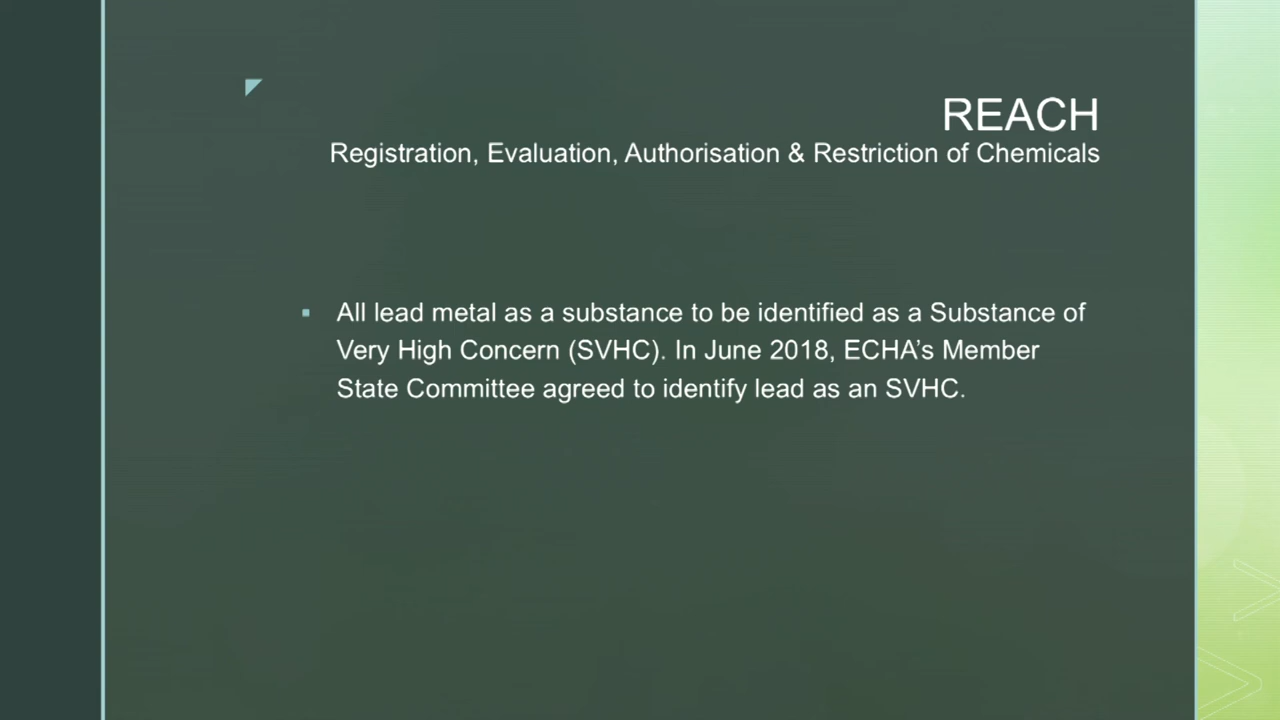 REACH
Registration, Evaluation, Authorisation & Restriction of Chemicals
All lead metal as a substance to be identified as a Substance of
Very High Concern (SVHC). In June 2018, ECHA’s Member
State Committee agreed to identify lead as an SVHC.